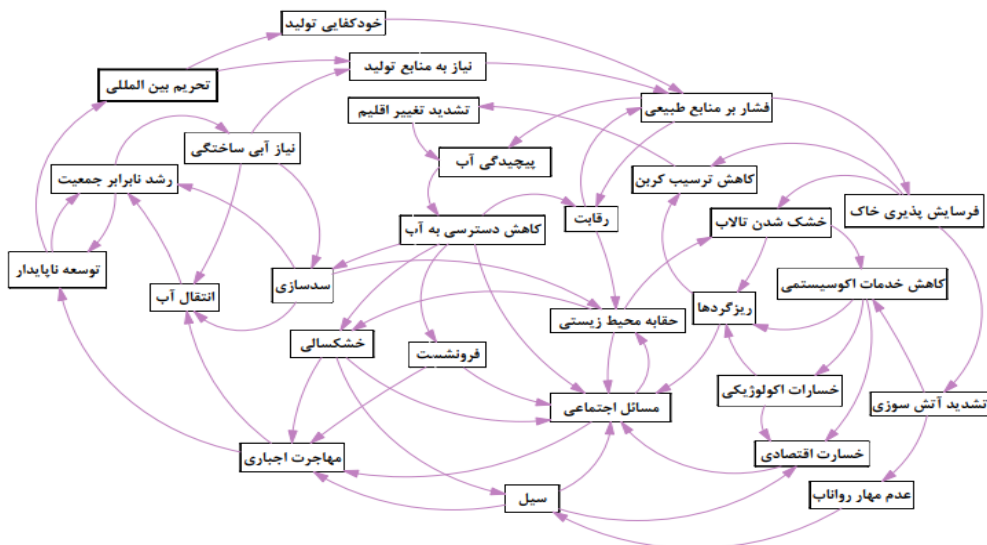 خودکفایی تولید
نیاز به منابع تولید
تحریم بین المللی
فشار بر منابع طبیعی
تشدید تغییر اقلیم
نیاز آبی ساختگی
پیچیدگی آب
رشد نابرابر جمعیت
کاهش ترسیب کربن
فرسایش پذیری خاک
رقابت
خشک شدن تالاب
کاهش دسترسی به آب
توسعه ناپایدار
سدسازی
انتقال آب
کاهش خدمات اکوسیستمی
ریزگردها
حقابه محیط زیستی
خشکسالی
فرونشست
خسارات اکولوژیکی
تشدید آتش سوزی
مسائل اجتماعی
مهاجرت اجباری
خسارت اقتصادی
سیل
عدم مهار رواناب